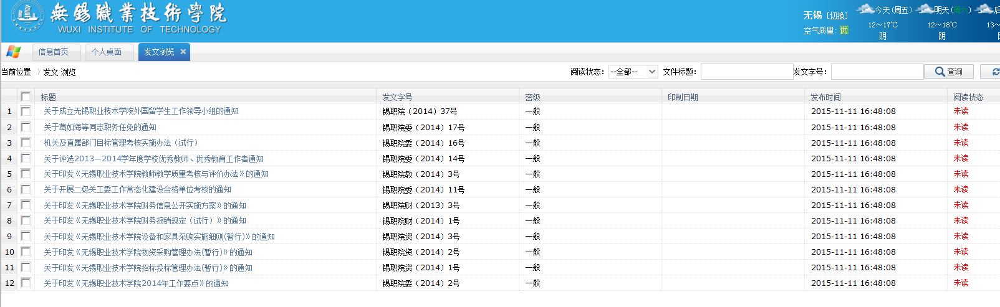 無錫職業技術學院
WUXI INSTITUTE OF TECHNOLOGY
无锡 [切换]
空气质量: 优
今天(周五)
12～17℃
阴
明天(周六)
12～18℃
阴
13～
信息首页 个人桌面 发文浏览 ×
当前位置 〉发文 浏览 阅读状态： --全部-- 文件标题： 发文字号： 查询
标题 发文字号 密级 印制日期 发布时间 阅读状态
1 关于成立无锡职业技术学院外国留学生工作领导小组的通知 锡职院（2014）37号 一般 2015-11-11 16:48:08 未读
2 关于葛如海等同志职务任免的通知 锡职院委（2014）17号 一般 2015-11-11 16:48:08 未读
3 机关及直属部门目标管理考核实施办法（试行） 锡职院委（2014）16号 一般 2015-11-11 16:48:08 未读
4 关于评选2013—2014学年度学校优秀教师、优秀教育工作者通知 锡职院委（2014）14号 一般 2015-11-11 16:48:08 未读
5 关于印发《无锡职业技术学院教师教学质量考核与评价办法》的通知 锡职院教（2014）3号 一般 2015-11-11 16:48:08 未读
6 关于开展二级关工委工作常态化建设合格单位考核的通知 锡职院委（2014）11号 一般 2015-11-11 16:48:08 未读
7 关于印发《无锡职业技术学院财务信息公开实施方案》的通知 锡职院财（2013）3号 一般 2015-11-11 16:48:08 未读
8 关于印发《无锡职业技术学院财务报销规定（试行）》的通知 锡职院财（2014）1号 一般 2015-11-11 16:48:08 未读
9 关于印发《无锡职业技术学院设备和家具采购实施细则(暂行)》的通知 锡职院资（2014）3号 一般 2015-11-11 16:48:08 未读
10 关于印发《无锡职业技术学院物资采购管理办法(暂行)》的通知 锡职院资（2014）2号 一般 2015-11-11 16:48:08 未读
11 关于印发《无锡职业技术学院招标投标管理办法(暂行)》的通知 锡职院资（2014）1号 一般 2015-11-11 16:48:08 未读
12 关于印发《无锡职业技术学院2014年工作要点》的通知 锡职院委（2014）2号 一般 2015-11-11 16:48:08 未读